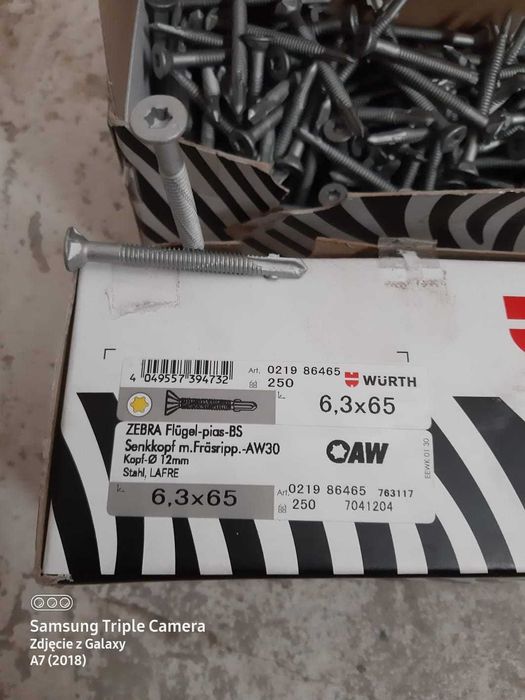 Art. 0219 86465
4 049557 394732
250
WÜRTH
6,3x65
ZEBRA Flügel-pias-BS
Senkkopf m.Fräsripp.-AW30
Kopf-Ø 12mm
Stahl, LAFRE
AW
EEWK 01 30
6,3x65
Art. 0219 86465 763117
250 7041204
Samsung Triple Camera
Zdjęcie z Galaxy
A7 (2018)